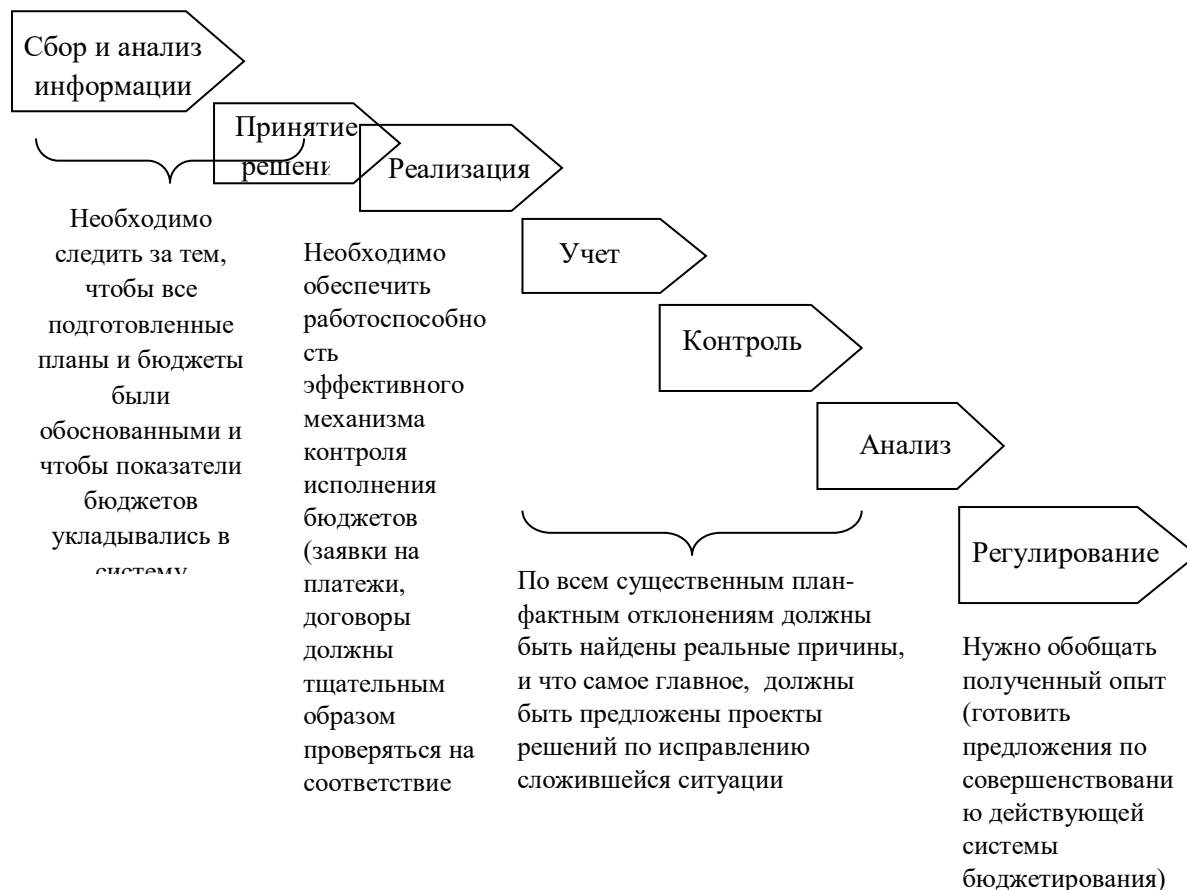 Сбор и анализ
информации
Принятие
решени
Реализация
Учет
Контроль
Анализ
Регулирование
Необходимо
следить за тем,
чтобы все
подготовленные
планы и бюджеты
были
обоснованными и
чтобы показатели
бюджетов
укладывались в
систему
Необходимо
обеспечить
работоспособно
сть
эффективного
механизма
контроля
исполнения
бюджетов
(заявки на
платежи,
договоры
должны
тщательным
образом
проверяться на
соответствие
По всем существенным план-
фактным отклонениям должны
быть найдены реальные причины,
и что самое главное,  должны
быть предложены проекты
решений по исправлению
сложившейся ситуации
Нужно обобщать
полученный опыт
(готовить
предложения по
совершенствовани
ю действующей
системы
бюджетирования)